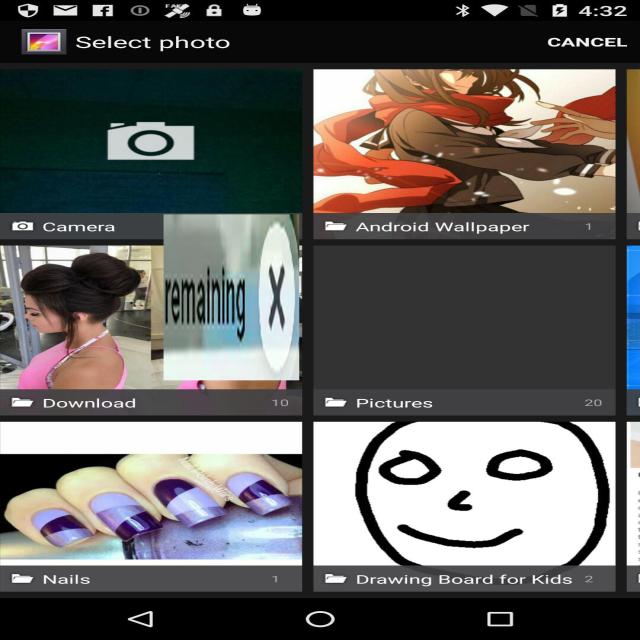 4:32
Select photo
CANCEL
Camera
Android Wallpaper 1
remaining X
Download 10
Pictures 20
Nails 1
Drawing Board for Kids 2